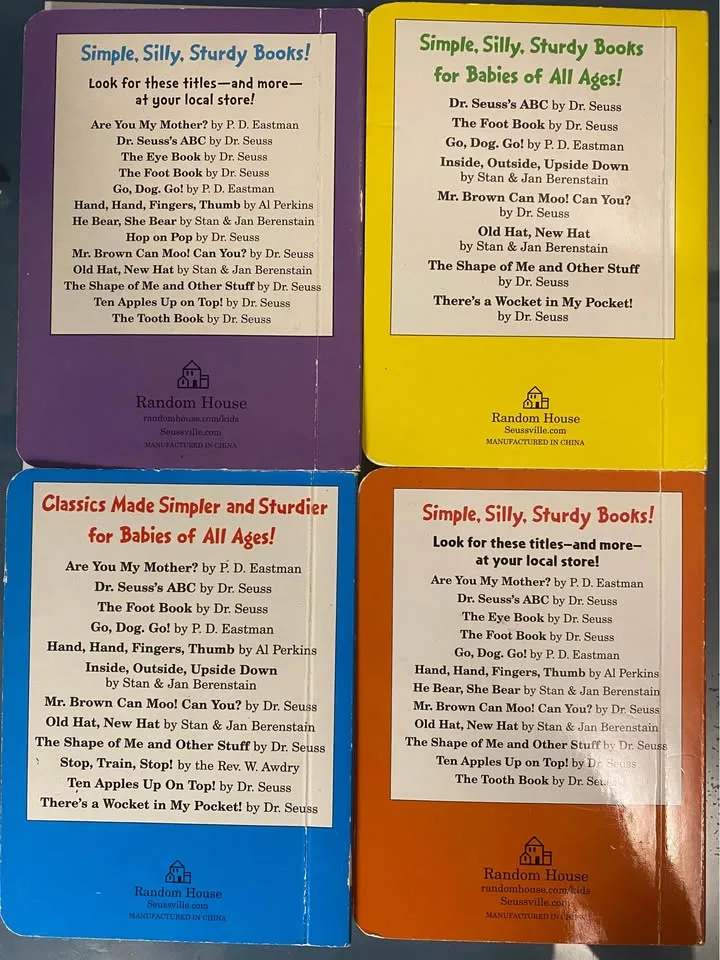 Simple, Silly, Sturdy Books!
Look for these titles—and more—
at your local store!
Are You My Mother? by P. D. Eastman
Dr. Seuss's ABC by Dr. Seuss
The Eye Book by Dr. Seuss
The Foot Book by Dr. Seuss
Go, Dog. Go! by P. D. Eastman
Hand, Hand, Fingers, Thumb by Al Perkins
He Bear, She Bear by Stan & Jan Berenstain
Hop on Pop by Dr. Seuss
Mr. Brown Can Moo! Can You? by Dr. Seuss
Old Hat, New Hat by Stan & Jan Berenstain
The Shape of Me and Other Stuff by Dr. Seuss
Ten Apples Up on Top! by Dr. Seuss
The Tooth Book by Dr. Seuss
Random House
randomhouse.com/kids
Seussville.com
MANUFACTURED IN CHINA
Simple, Silly, Sturdy Books
for Babies of All Ages!
Dr. Seuss's ABC by Dr. Seuss
The Foot Book by Dr. Seuss
Go, Dog. Go! by P. D. Eastman
Inside, Outside, Upside Down
by Stan & Jan Berenstain
Mr. Brown Can Moo! Can You?
by Dr. Seuss
Old Hat, New Hat
by Stan & Jan Berenstain
The Shape of Me and Other Stuff
by Dr. Seuss
There's a Wocket in My Pocket!
by Dr. Seuss
Random House
Seussville.com
MANUFACTURED IN CHINA
Classics Made Simpler and Sturdier
for Babies of All Ages!
Are You My Mother? by P. D. Eastman
Dr. Seuss's ABC by Dr. Seuss
The Foot Book by Dr. Seuss
Go, Dog. Go! by P. D. Eastman
Hand, Hand, Fingers, Thumb by Al Perkins
Inside, Outside, Upside Down
by Stan & Jan Berenstain
Mr. Brown Can Moo! Can You? by Dr. Seuss
Old Hat, New Hat by Stan & Jan Berenstain
The Shape of Me and Other Stuff by Dr. Seuss
Stop, Train, Stop! by the Rev. W. Awdry
Ten Apples Up On Top! by Dr. Seuss
There's a Wocket in My Pocket! by Dr. Seuss
Random House
Seussville.com
MANUFACTURED IN CHINA
Simple, Silly, Sturdy Books!
Look for these titles—and more—
at your local store!
Are You My Mother? by P. D. Eastman
Dr. Seuss's ABC by Dr. Seuss
The Eye Book by Dr. Seuss
The Foot Book by Dr. Seuss
Go, Dog. Go! by P. D. Eastman
Hand, Hand, Fingers, Thumb by Al Perkins
He Bear, She Bear by Stan & Jan Berenstain
Mr. Brown Can Moo! Can You? by Dr. Seuss
Old Hat, New Hat by Stan & Jan Berenstain
The Shape of Me and Other Stuff by Dr. Seuss
Ten Apples Up on Top! by Dr. Seuss
The Tooth Book by Dr. Seuss
Random House
randomhouse.com/kids
Seussville.com
MANUFACTURED IN CHINA